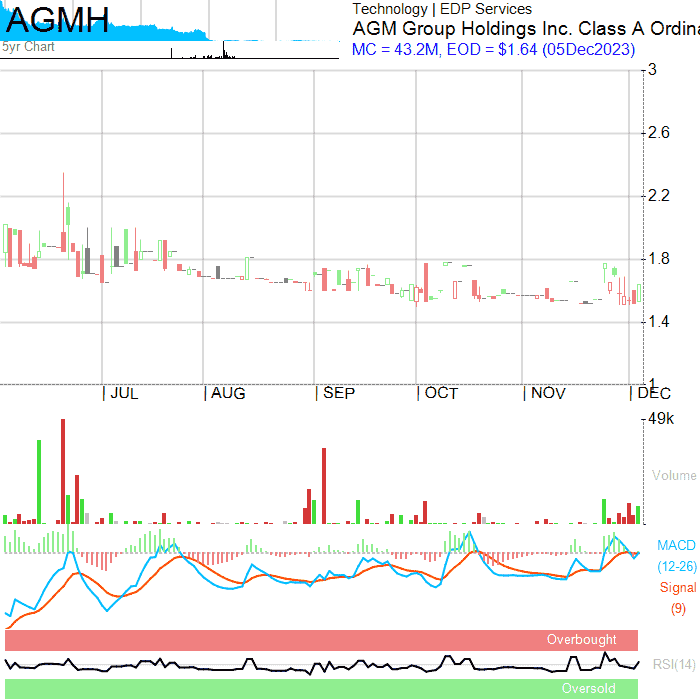 AGMH
Technology | EDP Services
AGM Group Holdings Inc. Class A Ordina
5yr Chart
MC = 43.2M, EOD = $1.64 (05Dec2023)
3
2.6
2.2
1.8
1.4
1
| JUL | AUG | SEP | OCT | NOV | DEC
49k
Volume
MACD
(12-26)
Signal
(9)
Overbought
RSI(14)
Oversold